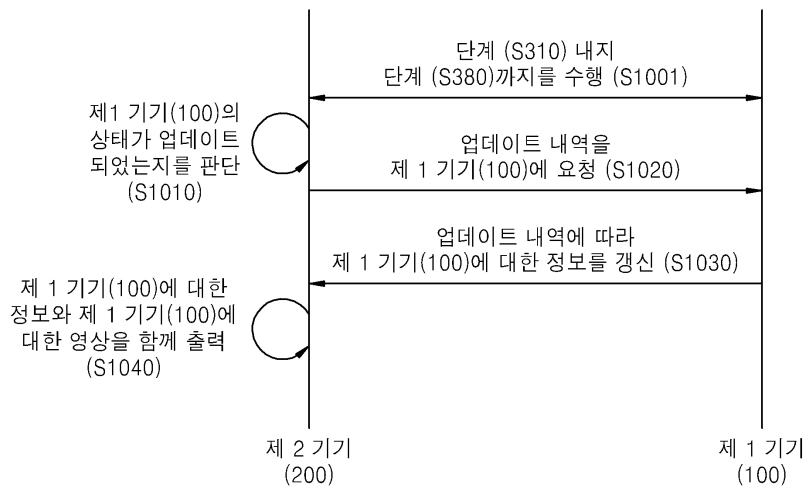 단계 (S310) 내지
단계 (S380)까지를 수행 (S1001)
제1 기기(100)의
상태가 업데이트
되었는지를 판단
(S1010)
업데이트 내역을
제 1 기기(100)에 요청 (S1020)
업데이트 내역에 따라
제 1 기기(100)에 대한 정보를 갱신 (S1030)
제 1 기기(100)에 대한
정보와 제 1 기기(100)에
대한 영상을 함께 출력
(S1040)
제 2 기기
(200)
제 1 기기
(100)